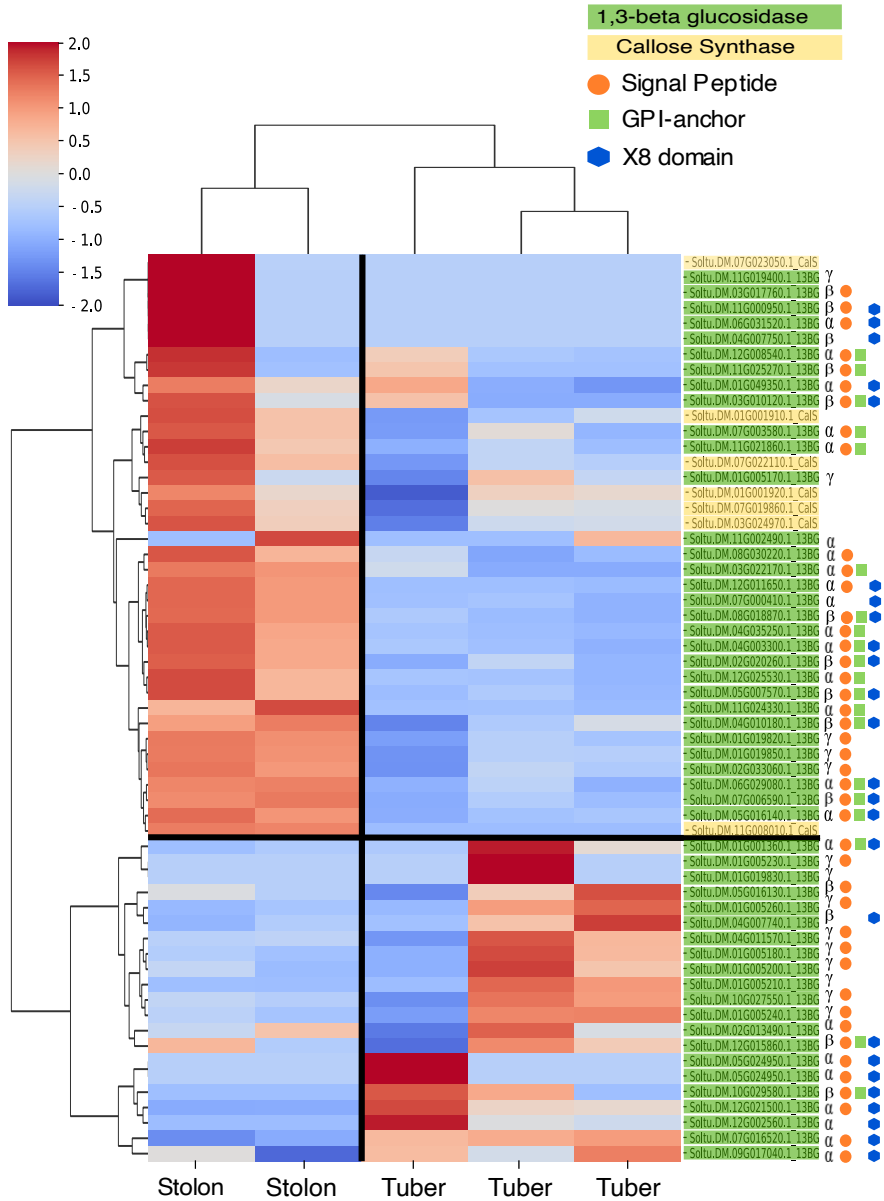 1,3-beta glucosidase
Callose Synthase
Signal Peptide
GPI-anchor
X8 domain
2.0
1.5
1.0
0.5
0.0
- 0.5
- 1.0
- 1.5
- 2.0
Soltu.DM.07G023050.1_CalS
Soltu.DM.11G019400.1_13BG γ
Soltu.DM.03G017760.1_13BG β
Soltu.DM.11G000950.1_13BG β
Soltu.DM.06G031520.1_13BG α
Soltu.DM.04G007750.1_13BG β
Soltu.DM.12G008540.1_13BG α
Soltu.DM.11G025270.1_13BG β
Soltu.DM.01G049350.1_13BG α
Soltu.DM.03G010120.1_13BG β
Soltu.DM.01G001910.1_CalS
Soltu.DM.07G003580.1_13BG α
Soltu.DM.11G021860.1_13BG α
Soltu.DM.07G022110.1_CalS
Soltu.DM.01G005170.1_13BG γ
Soltu.DM.01G001920.1_CalS
Soltu.DM.07G019860.1_CalS
Soltu.DM.03G024970.1_CalS
Soltu.DM.11G002490.1_13BG α
Soltu.DM.08G030220.1_13BG α
Soltu.DM.03G022170.1_13BG α
Soltu.DM.12G011650.1_13BG α
Soltu.DM.07G000410.1_13BG α
Soltu.DM.08G018870.1_13BG β
Soltu.DM.04G035250.1_13BG α
Soltu.DM.04G003300.1_13BG α
Soltu.DM.02G020260.1_13BG β
Soltu.DM.12G025530.1_13BG α
Soltu.DM.05G007570.1_13BG β
Soltu.DM.11G024330.1_13BG α
Soltu.DM.04G010180.1_13BG β
Soltu.DM.01G019820.1_13BG γ
Soltu.DM.01G019850.1_13BG γ
Soltu.DM.02G033060.1_13BG γ
Soltu.DM.06G029080.1_13BG α
Soltu.DM.07G006590.1_13BG β
Soltu.DM.05G016140.1_13BG α
Soltu.DM.11G008010.1_CalS
Soltu.DM.01G001360.1_13BG α
Soltu.DM.01G005230.1_13BG γ
Soltu.DM.01G019830.1_13BG γ
Soltu.DM.05G016130.1_13BG β
Soltu.DM.01G005260.1_13BG γ
Soltu.DM.04G007740.1_13BG β
Soltu.DM.04G011570.1_13BG γ
Soltu.DM.01G005180.1_13BG γ
Soltu.DM.01G005200.1_13BG γ
Soltu.DM.01G005210.1_13BG γ
Soltu.DM.10G027550.1_13BG γ
Soltu.DM.01G005240.1_13BG γ
Soltu.DM.02G013490.1_13BG α
Soltu.DM.12G015860.1_13BG β
Soltu.DM.05G024950.1_13BG α
Soltu.DM.05G024950.1_13BG α
Soltu.DM.10G029580.1_13BG β
Soltu.DM.12G021500.1_13BG α
Soltu.DM.12G002560.1_13BG α
Soltu.DM.07G016520.1_13BG α
Soltu.DM.09G017040.1_13BG α
Stolon Stolon Tuber Tuber Tuber